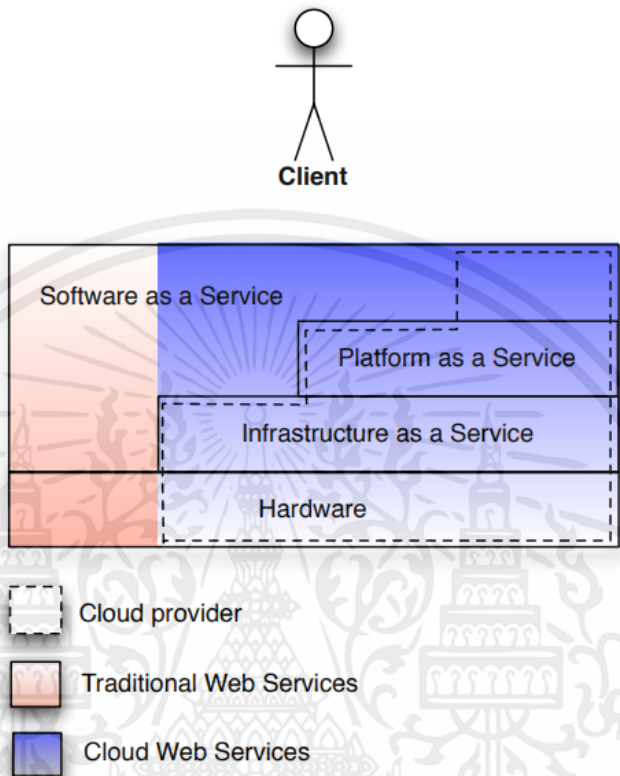 Client
Software as a Service
Platform as a Service
Infrastructure as a Service
Hardware
Cloud provider
Traditional Web Services
Cloud Web Services